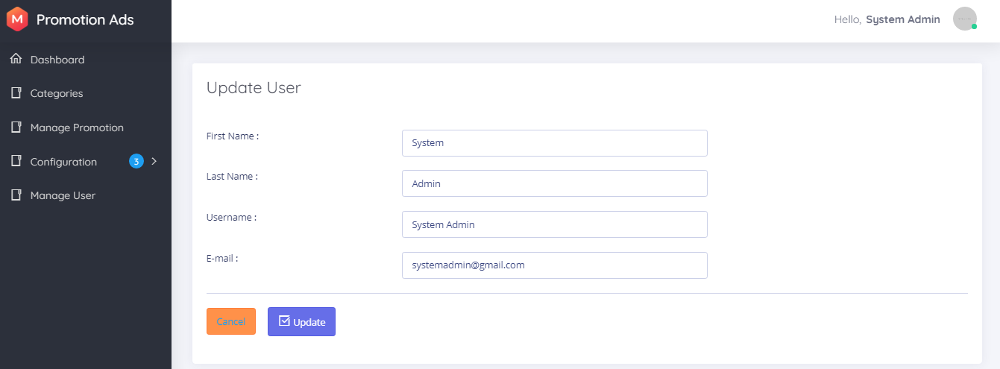 M Promotion Ads
Hello, System Admin
Dashboard
Categories
Manage Promotion
Configuration 3
Manage User
Update User
First Name : System
Last Name : Admin
Username : System Admin
E-mail : systemadmin@gmail.com
Cancel Update